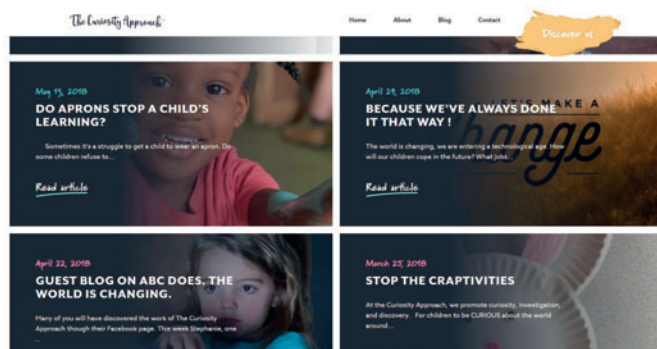 The Curiosity Approach
Home About Blog Contact
Discover us
May 13, 2018
DO APRONS STOP A CHILD'S
LEARNING?
Sometimes it's a struggle to get a child to wear an apron. Do
some children refuse to...
Read article
April 29, 2018
BECAUSE WE'VE ALWAYS DONE
IT THAT WAY !
The world is changing, we are entering a technological age. How
will our children cope in the future? What jobs...
Read article
LET'S MAKE A
change
April 22, 2018
GUEST BLOG ON ABC DOES. THE
WORLD IS CHANGING.
Many of you will have discovered the work of The Curiosity
Approach though their Facebook page. This week Stephanie, one
...
March 25, 2018
STOP THE CRAPTIVITIES
At the Curiosity Approach, we promote curiosity, investigation,
and discovery. For children to be CURIOUS about the world
around...